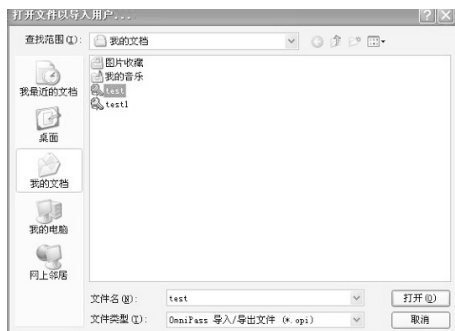 打开文件以导入用户...
查找范围(I): 我的文档
我最近的文档
桌面
我的文档
我的电脑
网上邻居
图片收藏
我的音乐
test
test1
文件名(N): test 打开(O)
文件类型(T): OmniPass 导入/导出文件 (*.opi) 取消